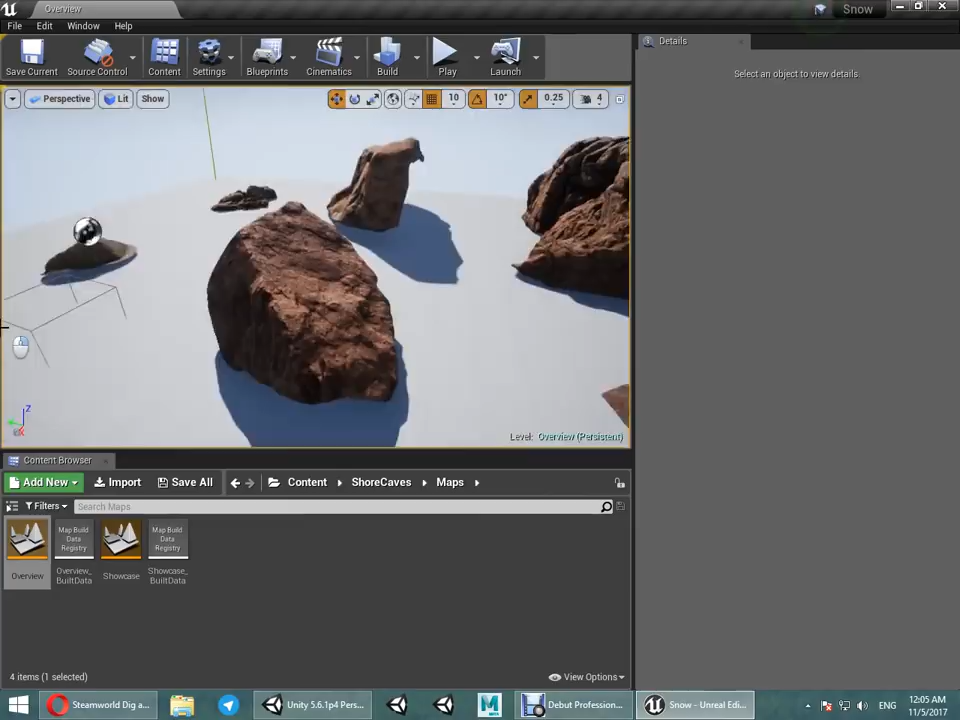 Overview
Snow
File Edit Window Help
Save Current Source Control Content Settings Blueprints Cinematics Build Play Launch
Details
Select an object to view details.
Perspective Lit Show 10 10° 0.25 4
z
Level: Overview (Persistent)
Content Browser
Add New Import Save All Content ShoreCaves Maps
Filters Search Maps
Map Build
Data
Registry
Map Build
Data
Registry
Overview
Overview_
BuiltData
Showcase
Showcase_
BuiltData
4 items (1 selected)
View Options
Steamworld Dig a...
Unity 5.6.1p4 Pers...
Debut Profession...
Snow - Unreal Edi...
ENG
12:05 AM
11/5/2017